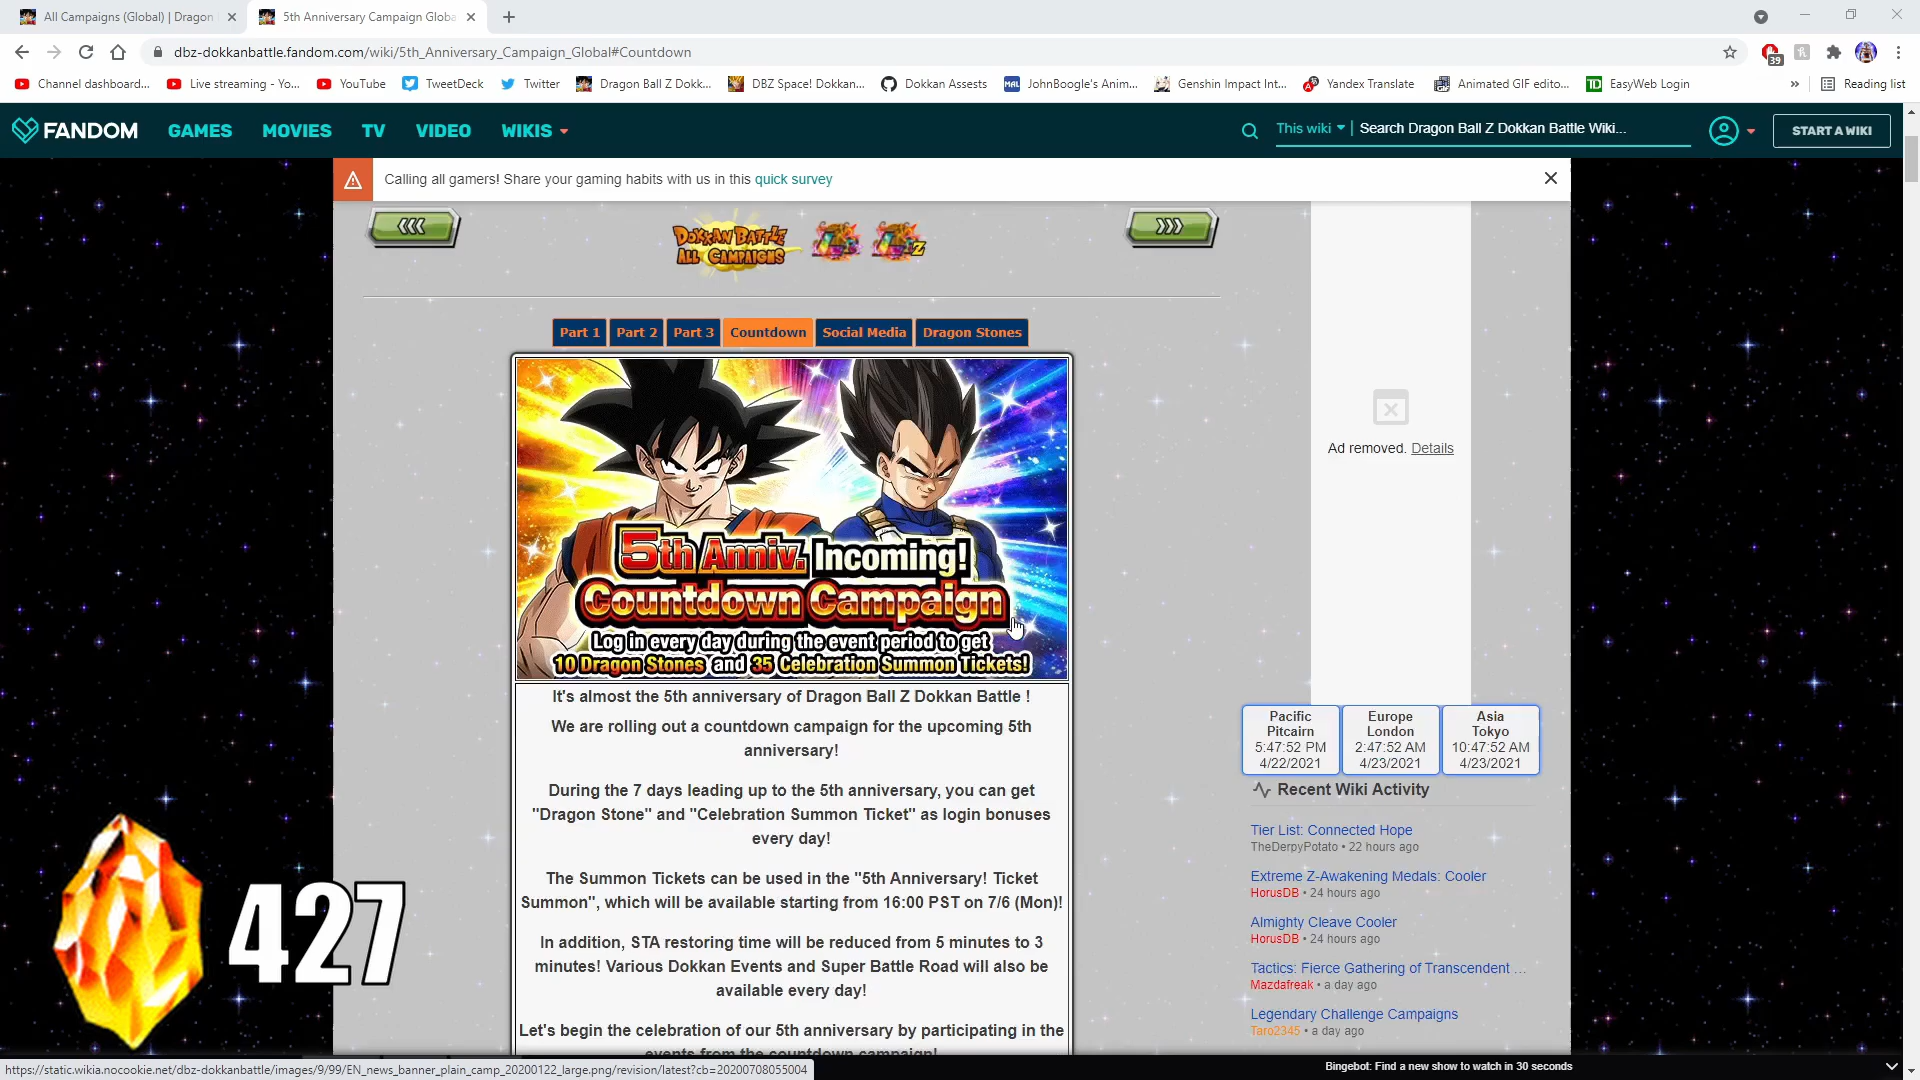 All Campaigns (Global) | Dragon
5th Anniversary Campaign Globa
dbz-dokkanbattle.fandom.com/wiki/5th_Anniversary_Campaign_Global#Countdown
39
Channel dashboard...
Live streaming - Yo...
YouTube
TweetDeck
Twitter
Dragon Ball Z Dokk...
DBZ Space! Dokkan...
Dokkan Assests
MAL
JohnBoogle's Anim...
Genshin Impact Int...
Yandex Translate
Animated GIF edito...
TD
EasyWeb Login
»
Reading list
FANDOM
GAMES
MOVIES
TV
VIDEO
WIKIS
This wiki
Search Dragon Ball Z Dokkan Battle Wiki...
START A WIKI
Calling all gamers! Share your gaming habits with us in this quick survey
DOKKAN BATTLE
ALL CAMPAIGNS
Part 1
Part 2
Part 3
Countdown
Social Media
Dragon Stones
5th Anniv. Incoming!
Countdown Campaign
Log in every day during the event period to get
10 Dragon Stones and 35 Celebration Summon Tickets!
It's almost the 5th anniversary of Dragon Ball Z Dokkan Battle !
We are rolling out a countdown campaign for the upcoming 5th
anniversary!
During the 7 days leading up to the 5th anniversary, you can get
"Dragon Stone" and "Celebration Summon Ticket" as login bonuses
every day!
The Summon Tickets can be used in the "5th Anniversary! Ticket
Summon", which will be available starting from 16:00 PST on 7/6 (Mon)!
In addition, STA restoring time will be reduced from 5 minutes to 3
minutes! Various Dokkan Events and Super Battle Road will also be
available every day!
Let's begin the celebration of our 5th anniversary by participating in the
events from the countdown campaign!
Ad removed. Details
Pacific
Pitcairn
5:47:52 PM
4/22/2021
Europe
London
2:47:52 AM
4/23/2021
Asia
Tokyo
10:47:52 AM
4/23/2021
Recent Wiki Activity
Tier List: Connected Hope
TheDerpyPotato • 22 hours ago
Extreme Z-Awakening Medals: Cooler
HorusDB • 24 hours ago
Almighty Cleave Cooler
HorusDB • 24 hours ago
Tactics: Fierce Gathering of Transcendent ...
Mazdafreak • a day ago
Legendary Challenge Campaigns
Taro2345 • a day ago
427
https://static.wikia.nocookie.net/dbz-dokkanbattle/images/9/99/EN_news_banner_plain_camp_20200122_large.png/revision/latest?cb=20200708055004
Bingebot: Find a new show to watch in 30 seconds